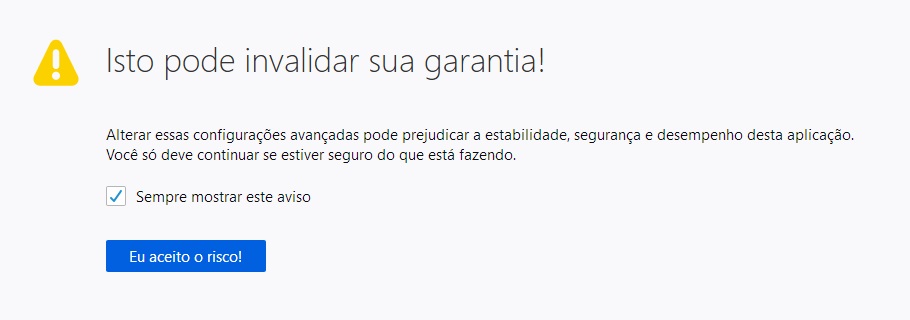 Isto pode invalidar sua garantia!
Alterar essas configurações avançadas pode prejudicar a estabilidade, segurança e desempenho desta aplicação.
Você só deve continuar se estiver seguro do que está fazendo.
Sempre mostrar este aviso
Eu aceito o risco!